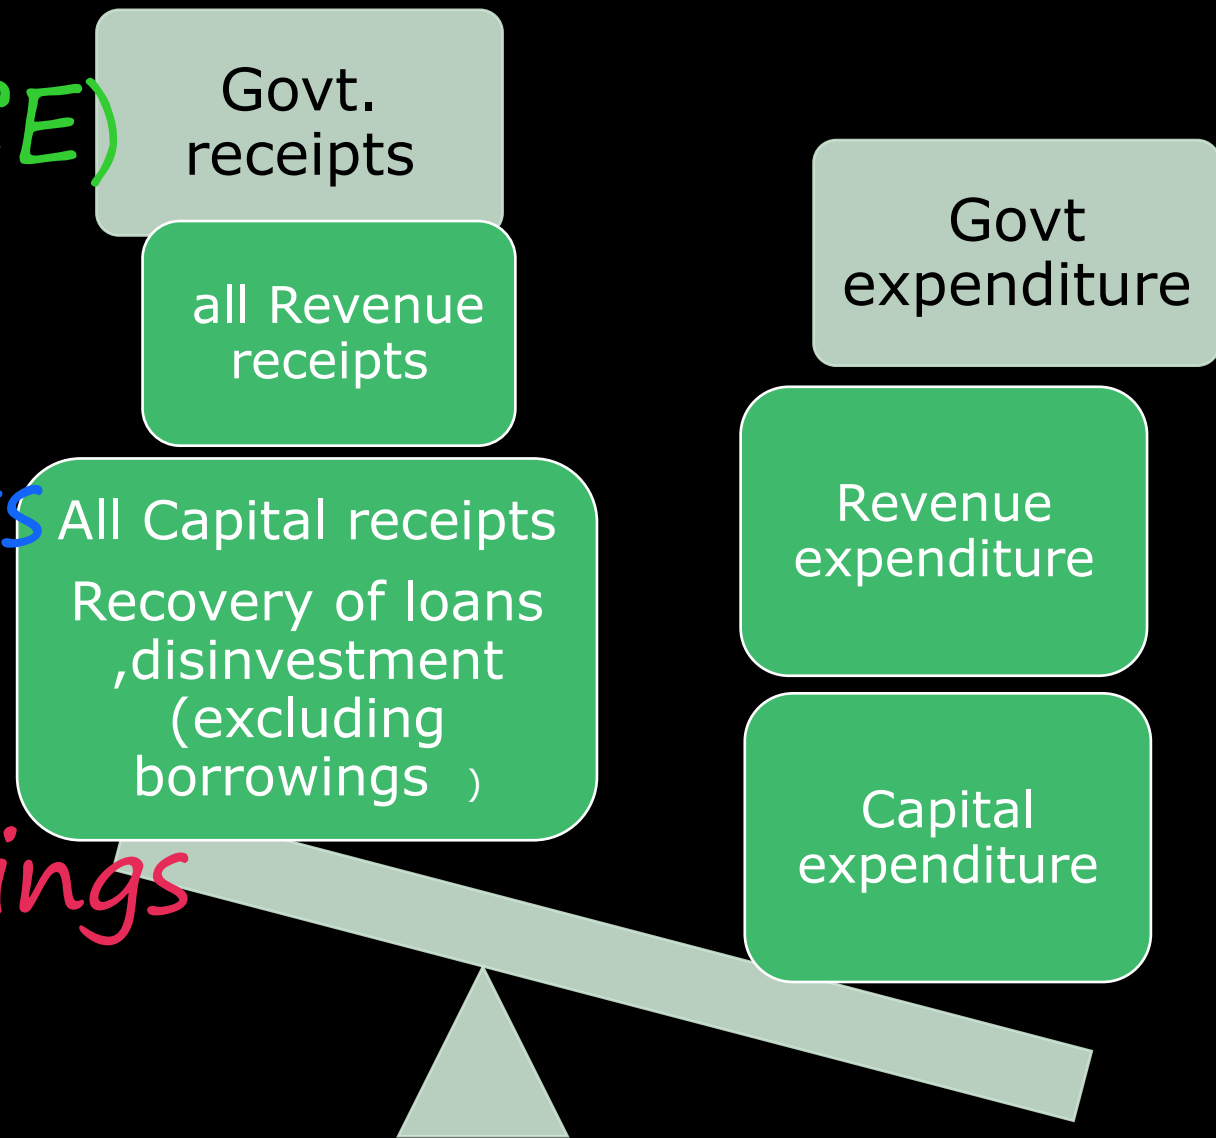 E)
Govt.
receipts
all Revenue
receipts
s All Capital receipts
Recovery of loans
,disinvestment
(excluding
borrowings )
ings
Govt
expenditure
Revenue
expenditure
Capital
expenditure